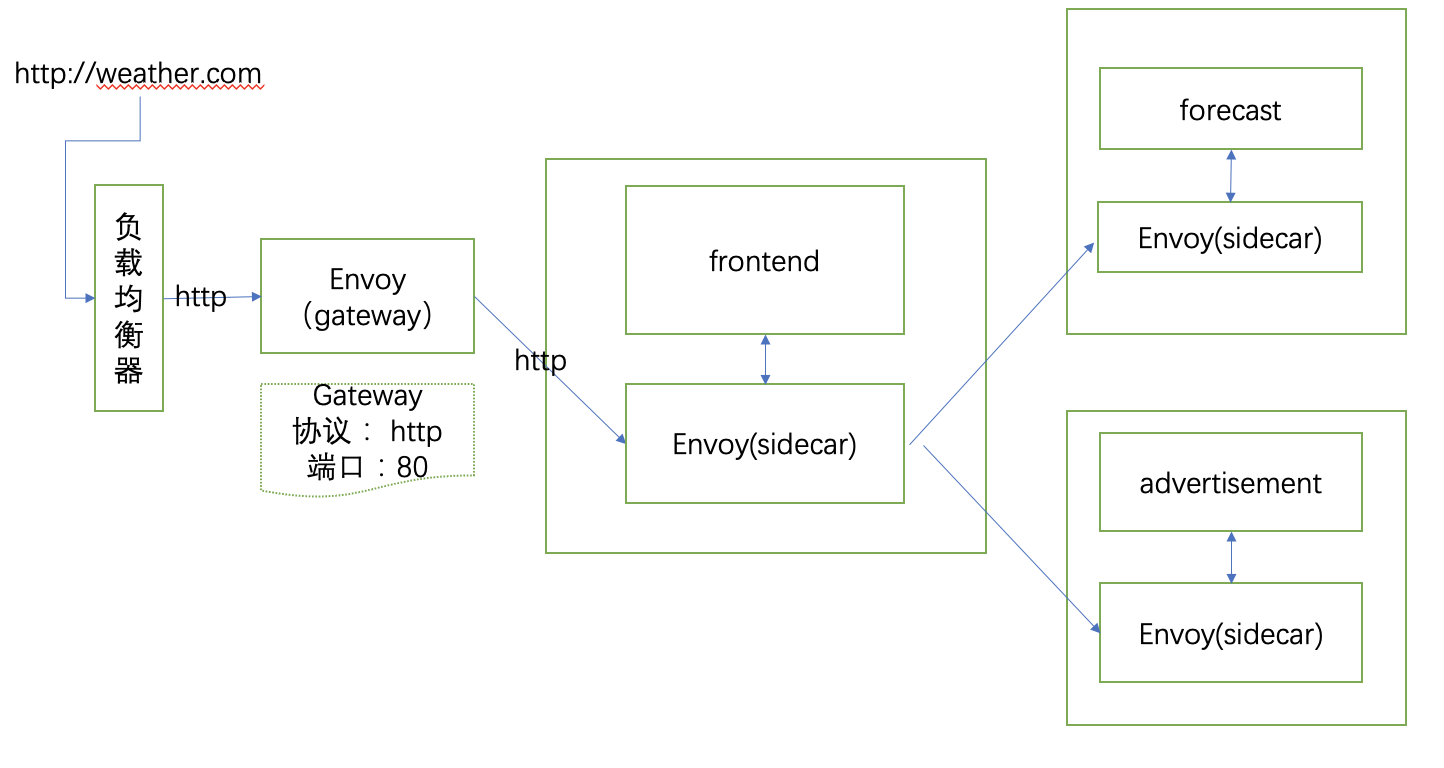 http://weather.com
负
载
均
衡
器
http
Envoy
（gateway）
Gateway
协议： http
端口：80
http
frontend
Envoy(sidecar)
forecast
Envoy(sidecar)
advertisement
Envoy(sidecar)